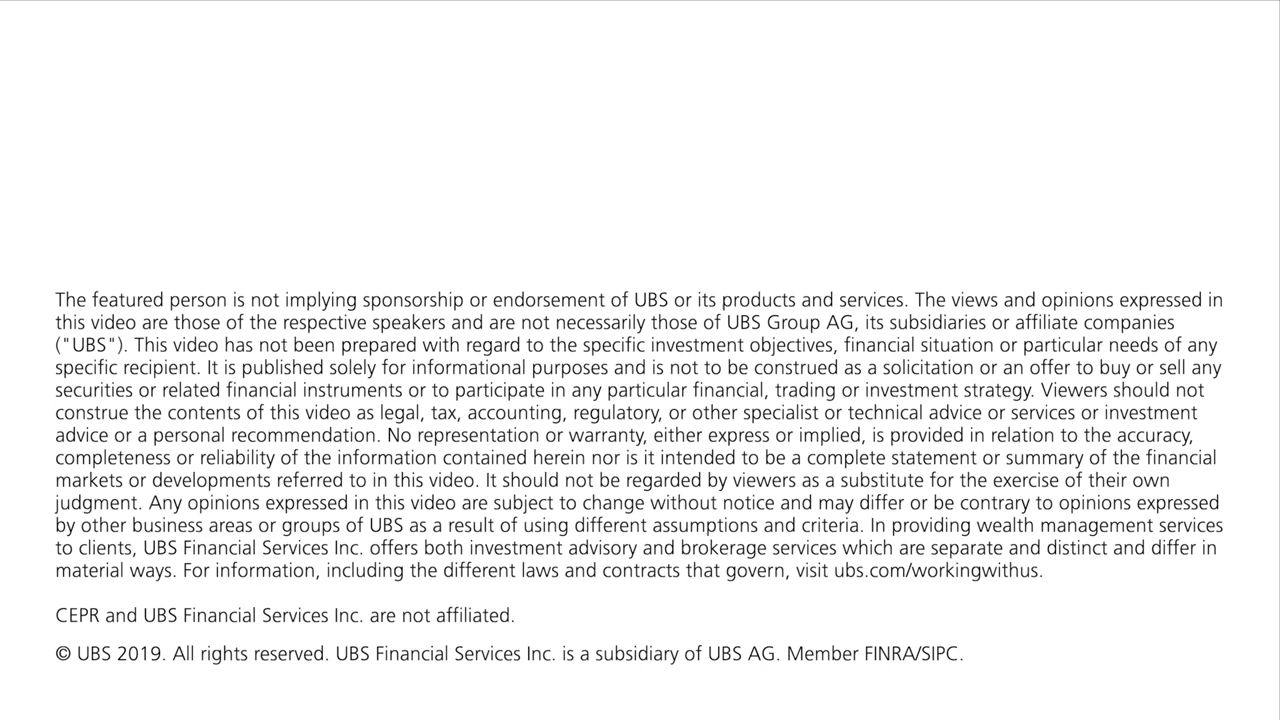 The featured person is not implying sponsorship or endorsement of UBS or its products and services. The views and opinions expressed in
this video are those of the respective speakers and are not necessarily those of UBS Group AG, its subsidiaries or affiliate companies
("UBS"). This video has not been prepared with regard to the specific investment objectives, financial situation or particular needs of any
specific recipient. It is published solely for informational purposes and is not to be construed as a solicitation or an offer to buy or sell any
securities or related financial instruments or to participate in any particular financial, trading or investment strategy. Viewers should not
construe the contents of this video as legal, tax, accounting, regulatory, or other specialist or technical advice or services or investment
advice or a personal recommendation. No representation or warranty, either express or implied, is provided in relation to the accuracy,
completeness or reliability of the information contained herein nor is it intended to be a complete statement or summary of the financial
markets or developments referred to in this video. It should not be regarded by viewers as a substitute for the exercise of their own
judgment. Any opinions expressed in this video are subject to change without notice and may differ or be contrary to opinions expressed
by other business areas or groups of UBS as a result of using different assumptions and criteria. In providing wealth management services
to clients, UBS Financial Services Inc. offers both investment advisory and brokerage services which are separate and distinct and differ in
material ways. For information, including the different laws and contracts that govern, visit ubs.com/workingwithus.
CEPR and UBS Financial Services Inc. are not affiliated.
© UBS 2019. All rights reserved. UBS Financial Services Inc. is a subsidiary of UBS AG. Member FINRA/SIPC.